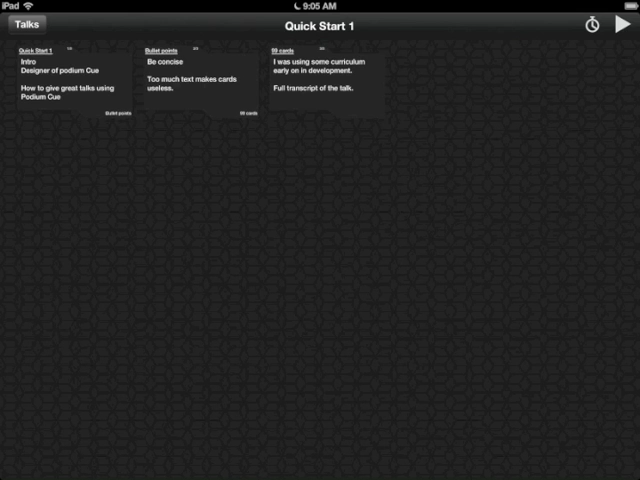 iPad 9:05 AM
Talks Quick Start 1
Quick Start 1
Intro
Designer of podium Cue
How to give great talks using
Podium Cue
Bullet points
Bullet points
Be concise
Too much text makes cards
useless.
99 cards
99 cards
I was using some curriculum
early on in development.
Full transcript of the talk.